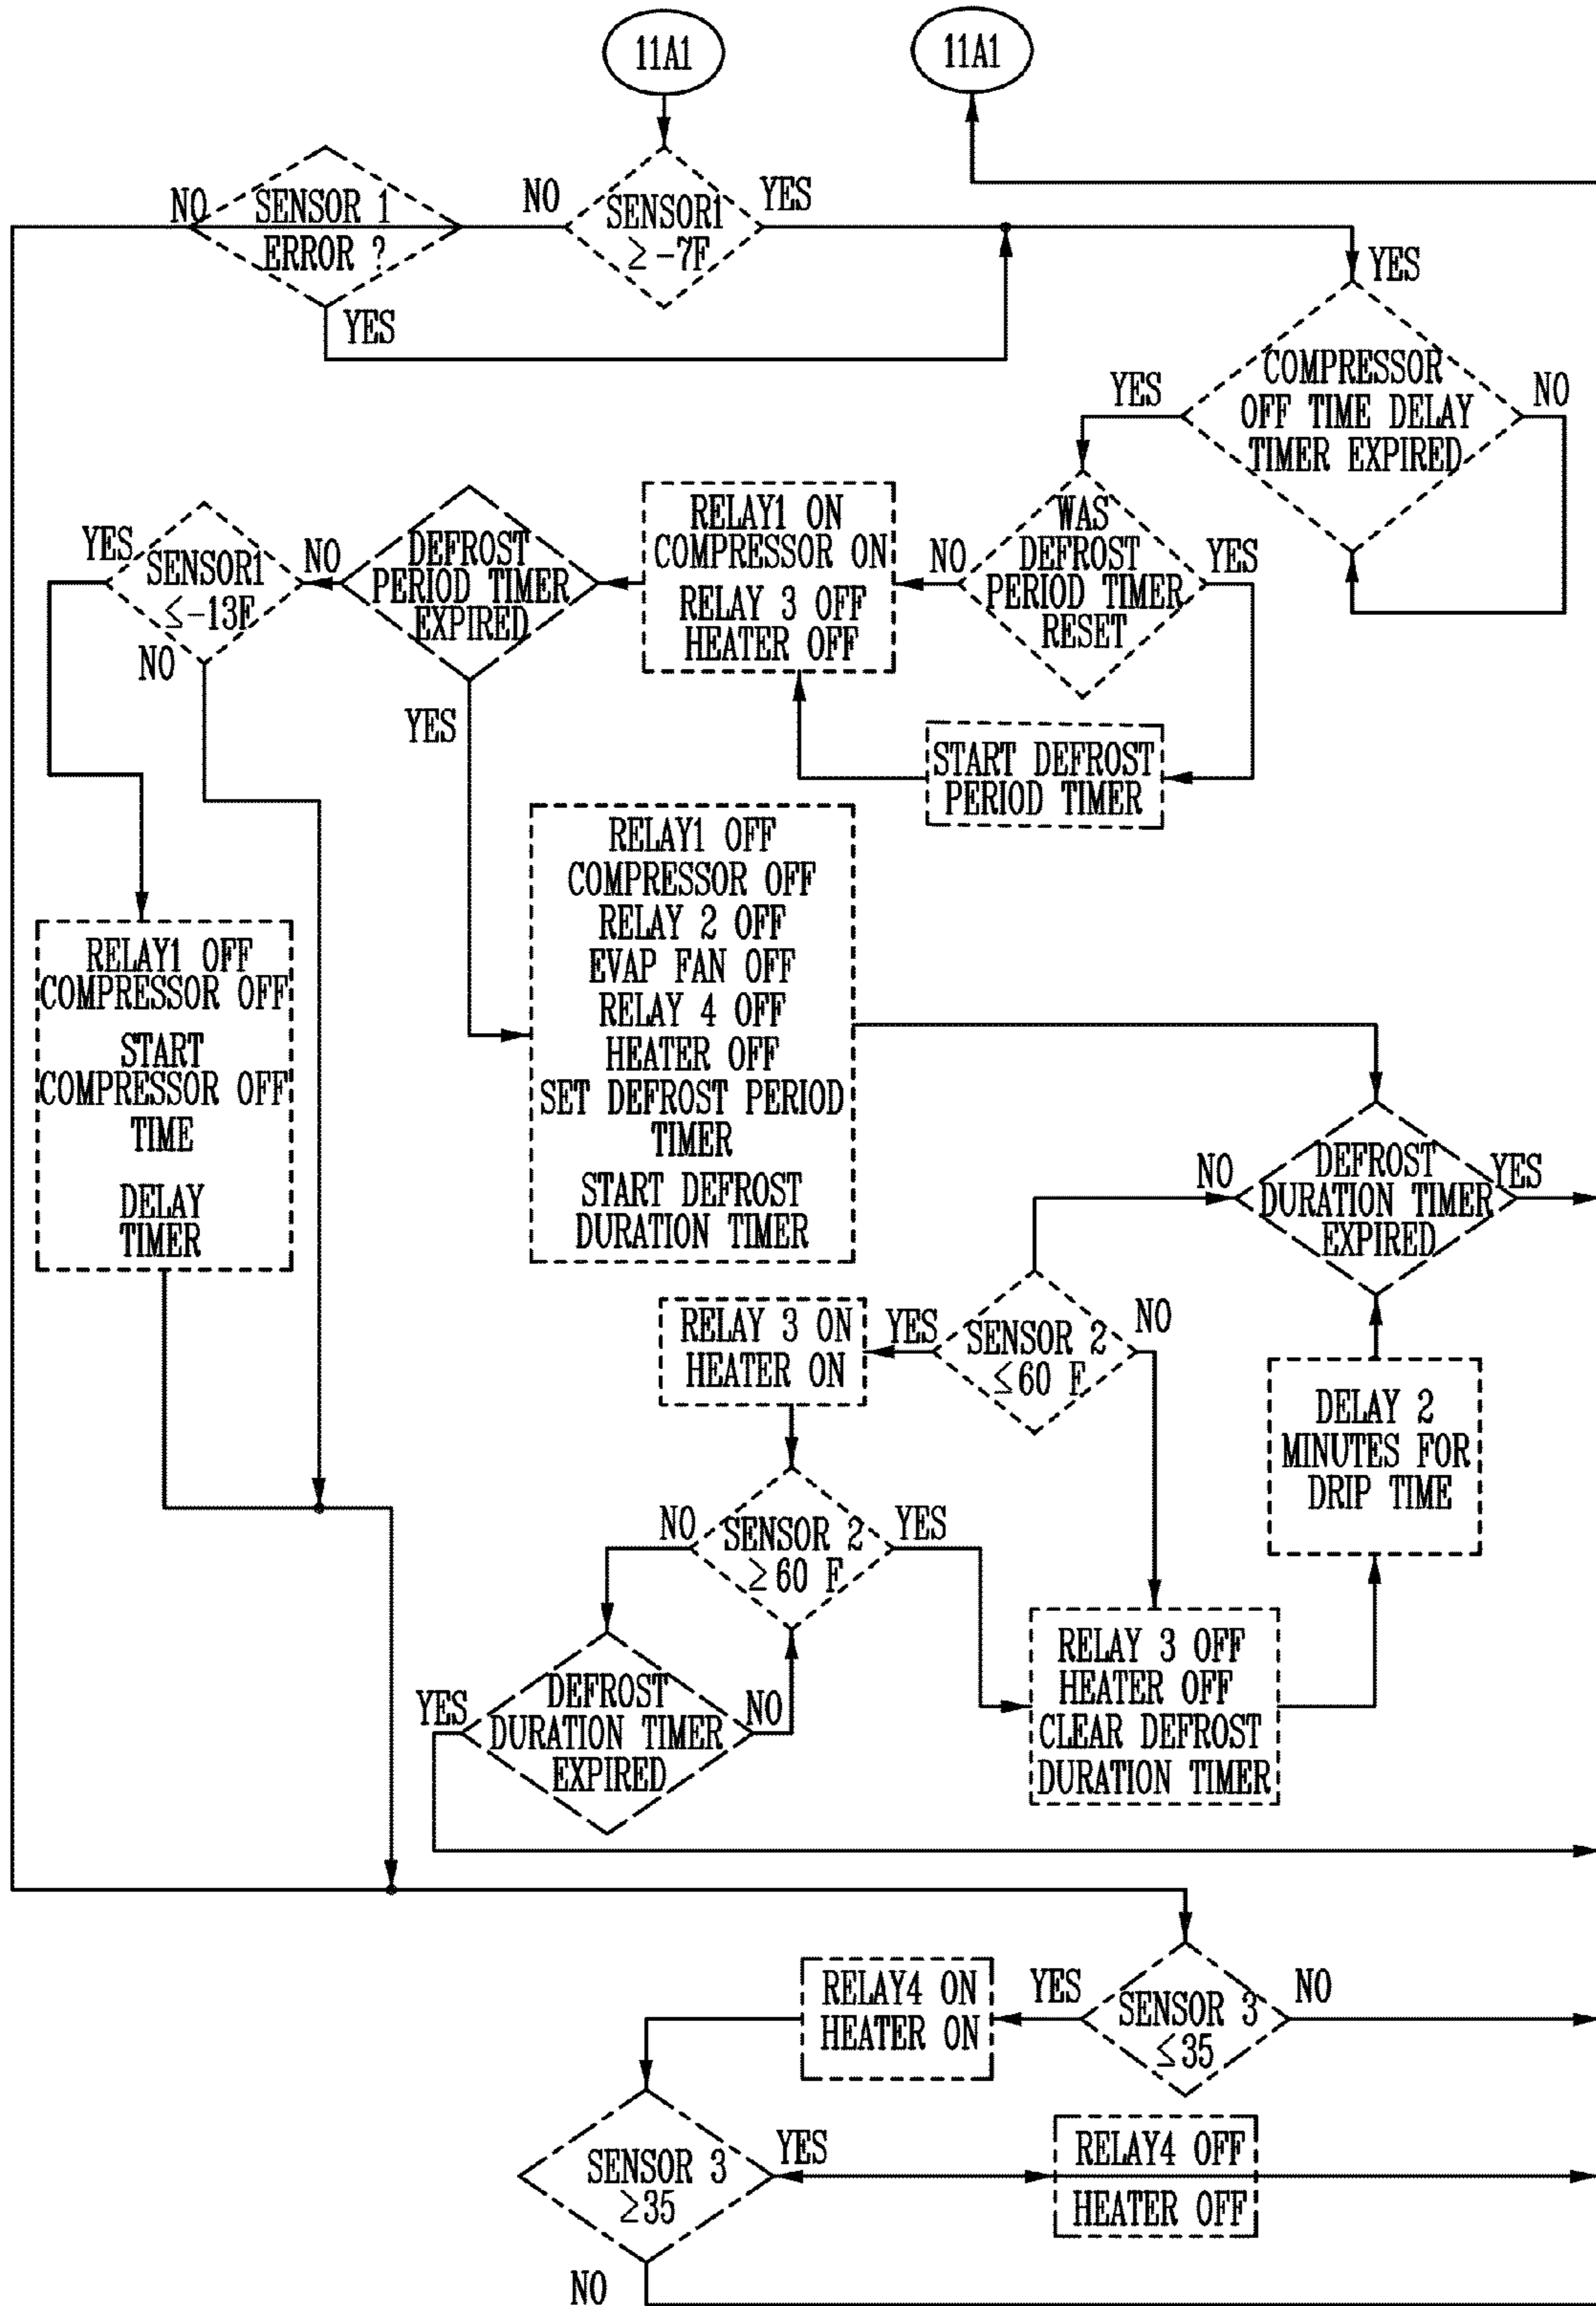 11A1
11A1
NO
SENSOR 1
ERROR ?
YES
NO
SENSOR1
≥ -7F
YES
YES
COMPRESSOR
OFF TIME DELAY
TIMER EXPIRED
YES
NO
WAS
DEFROST
PERIOD TIMER
RESET
NO
YES
START DEFROST
PERIOD TIMER
RELAY1 ON
COMPRESSOR ON
RELAY 3 OFF
HEATER OFF
DEFROST
PERIOD TIMER
EXPIRED
NO
YES
SENSOR1
≤-13F
YES
NO
RELAY1 OFF
COMPRESSOR OFF
START
COMPRESSOR OFF
TIME
DELAY
TIMER
RELAY1 OFF
COMPRESSOR OFF
RELAY 2 OFF
EVAP FAN OFF
RELAY 4 OFF
HEATER OFF
SET DEFROST PERIOD
TIMER
START DEFROST
DURATION TIMER
NO
DEFROST
DURATION TIMER
EXPIRED
YES
RELAY 3 ON
HEATER ON
YES
SENSOR 2
≤60 F
NO
DELAY 2
MINUTES FOR
DRIP TIME
NO
SENSOR 2
≥60 F
YES
YES
DEFROST
DURATION TIMER
EXPIRED
NO
RELAY 3 OFF
HEATER OFF
CLEAR DEFROST
DURATION TIMER
RELAY4 ON
HEATER ON
YES
SENSOR 3
≤35
NO
SENSOR 3
≥35
YES
NO
RELAY4 OFF
HEATER OFF